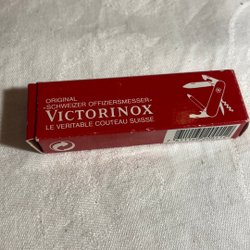 ORIGINAL
«SCHWEIZER OFFIZIERSMESSER»
VICTORINOX
LE VERITABLE COUTEAU SUISSE